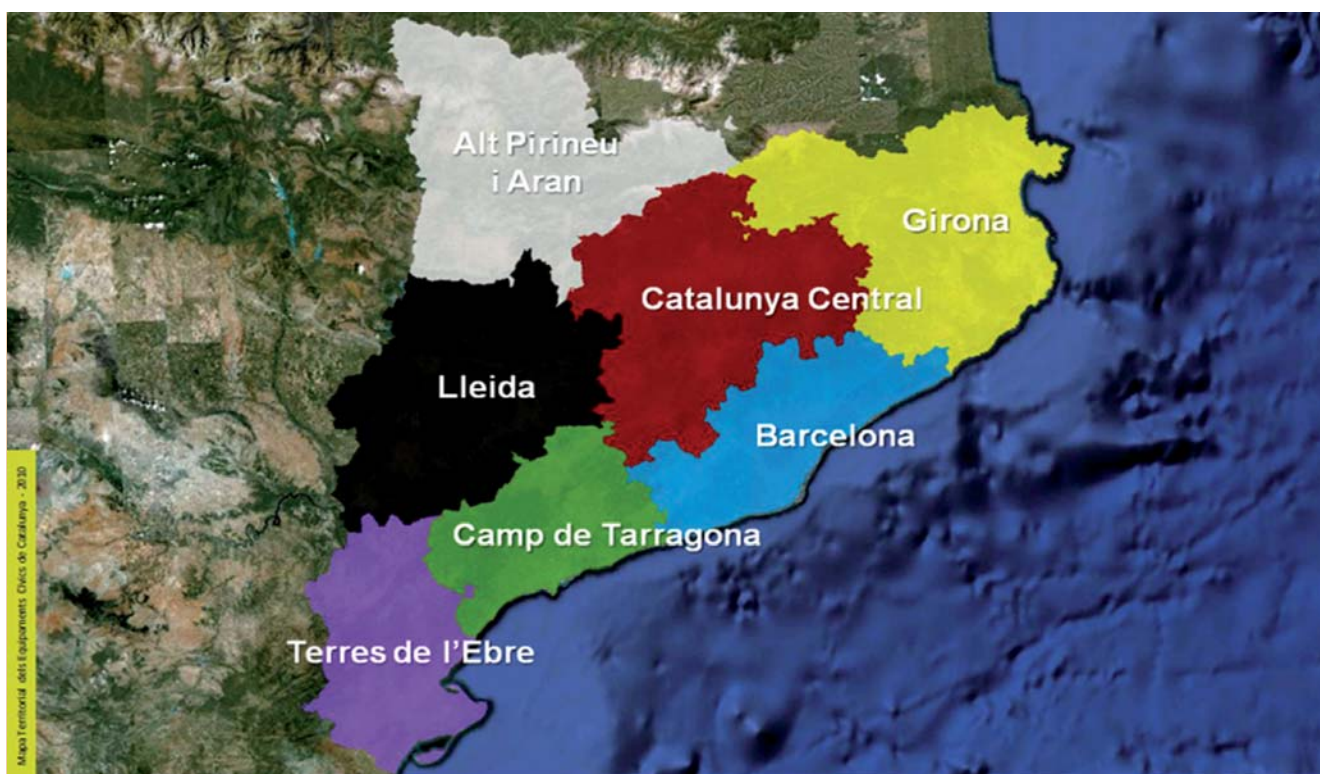 Alt Pirineu
i Aran
Girona
Catalunya Central
Lleida
Barcelona
Camp de Tarragona
Terres de l'Ebre
Mapa Territorial dels Equipaments Cívics de Catalunya - 2010